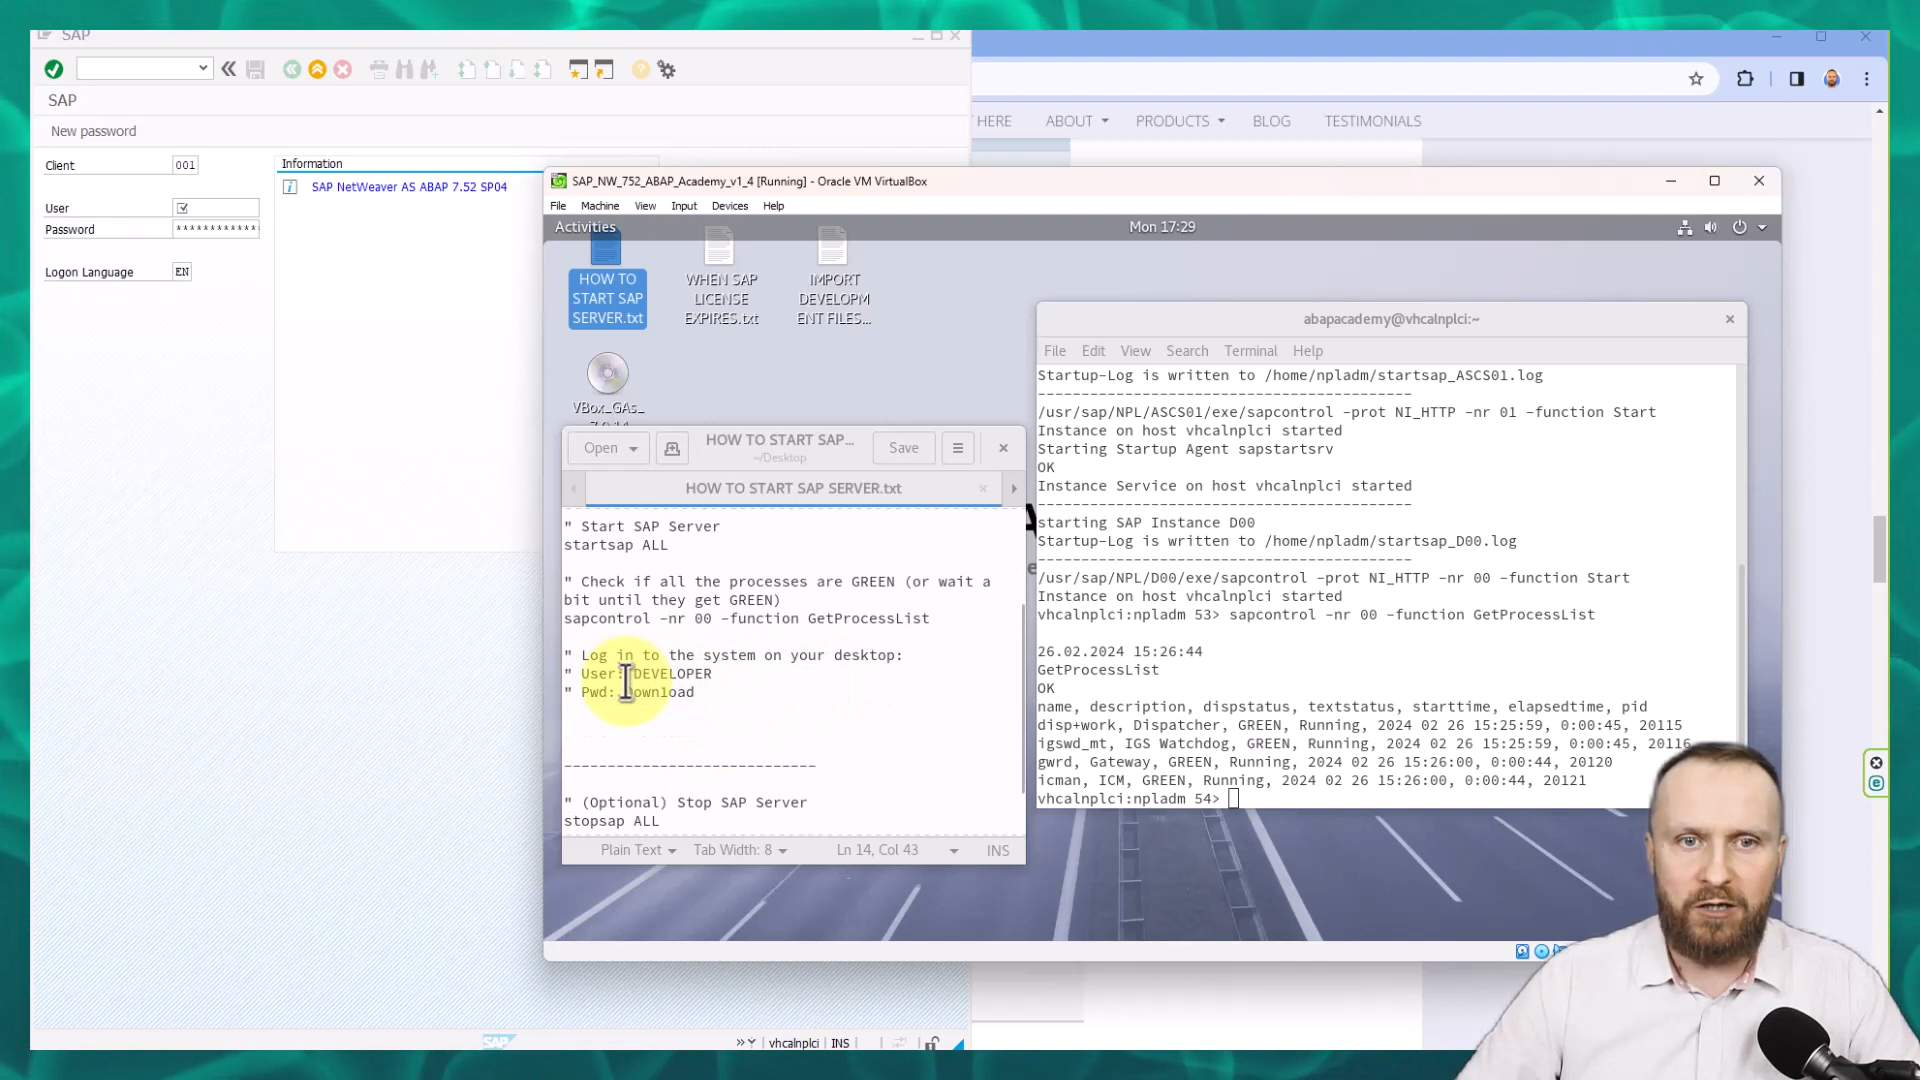 SAP
SAP
New password
Client 001
User
Password ************
Logon Language EN
Information
SAP NetWeaver AS ABAP 7.52 SP04
HERE ABOUT PRODUCTS BLOG TESTIMONIALS
SAP_NW_752_ABAP_Academy_v1_4 [Running] - Oracle VM VirtualBox
File Machine View Input Devices Help
Activities
Mon 17:29
HOW TO
START SAP
SERVER.txt
WHEN SAP
LICENSE
EXPIRES.txt
IMPORT
DEVELOPM
ENT FILES...
VBox_GAs_
Open
HOW TO START SAP...
~/Desktop
Save
HOW TO START SAP SERVER.txt
" Start SAP Server
startsap ALL
" Check if all the processes are GREEN (or wait a
bit until they get GREEN)
sapcontrol -nr 00 -function GetProcessList
" Log in to the system on your desktop:
" User: DEVELOPER
" Pwd: Download
-----------------------------
" (Optional) Stop SAP Server
stopsap ALL
Plain Text Tab Width: 8 Ln 14, Col 43 INS
abapacademy@vhcalnplci:~
File Edit View Search Terminal Help
Startup-Log is written to /home/npladm/startsap_ASCS01.log
-------------------------------------------
/usr/sap/NPL/ASCS01/exe/sapcontrol -prot NI_HTTP -nr 01 -function Start
Instance on host vhcalnplci started
Starting Startup Agent sapstartsrv
OK
Instance Service on host vhcalnplci started
-------------------------------------------
starting SAP Instance D00
Startup-Log is written to /home/npladm/startsap_D00.log
-------------------------------------------
/usr/sap/NPL/D00/exe/sapcontrol -prot NI_HTTP -nr 00 -function Start
Instance on host vhcalnplci started
vhcalnplci:npladm 53> sapcontrol -nr 00 -function GetProcessList
26.02.2024 15:26:44
GetProcessList
OK
name, description, dispstatus, textstatus, starttime, elapsedtime, pid
disp+work, Dispatcher, GREEN, Running, 2024 02 26 15:25:59, 0:00:45, 20115
igswd_mt, IGS Watchdog, GREEN, Running, 2024 02 26 15:25:59, 0:00:45, 20116
gwrd, Gateway, GREEN, Running, 2024 02 26 15:26:00, 0:00:44, 20120
icman, ICM, GREEN, Running, 2024 02 26 15:26:00, 0:00:44, 20121
vhcalnplci:npladm 54>
SAP
vhcalnplci INS